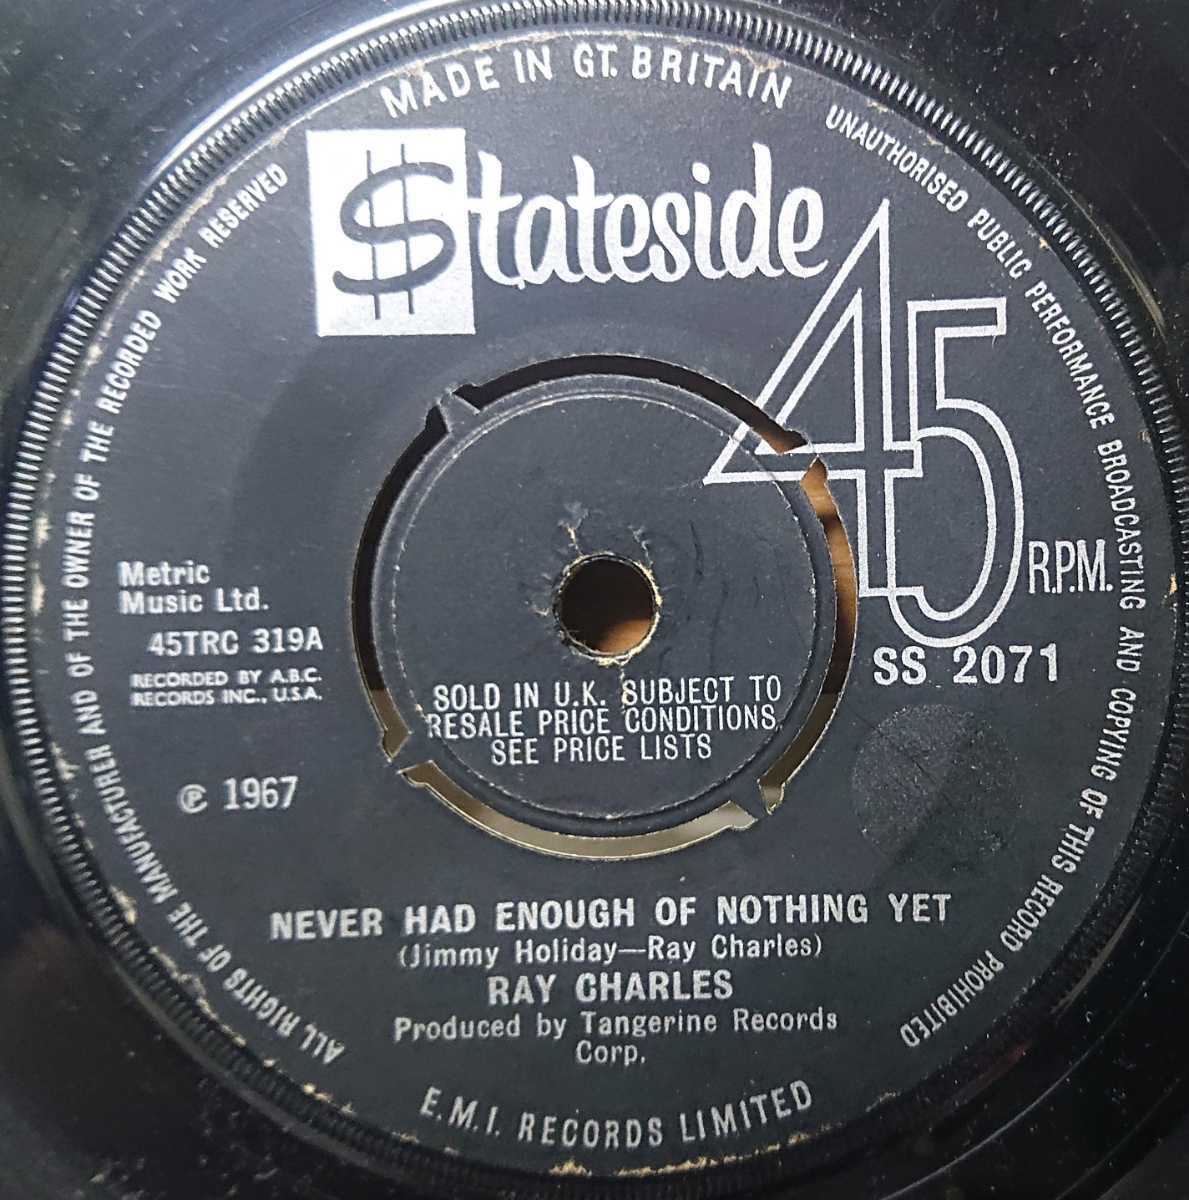 MADE IN GT. BRITAIN
UNAUTHORISED PUBLIC PERFORMANCE BROADCASTING AND COPYING OF THIS RECORD PROHIBITED
ALL RIGHTS OF THE MANUFACTURER AND OF THE OWNER OF THE RECORDED WORK RESERVED
$tateside
45
R.P.M.
Metric
Music Ltd.
45TRC 319A
RECORDED BY A.B.C.
RECORDS INC., U.S.A.
℗ 1967
SS 2071
SOLD IN U.K. SUBJECT TO
RESALE PRICE CONDITIONS,
SEE PRICE LISTS
NEVER HAD ENOUGH OF NOTHING YET
(Jimmy Holiday—Ray Charles)
RAY CHARLES
Produced by Tangerine Records
Corp.
E.M.I. RECORDS LIMITED